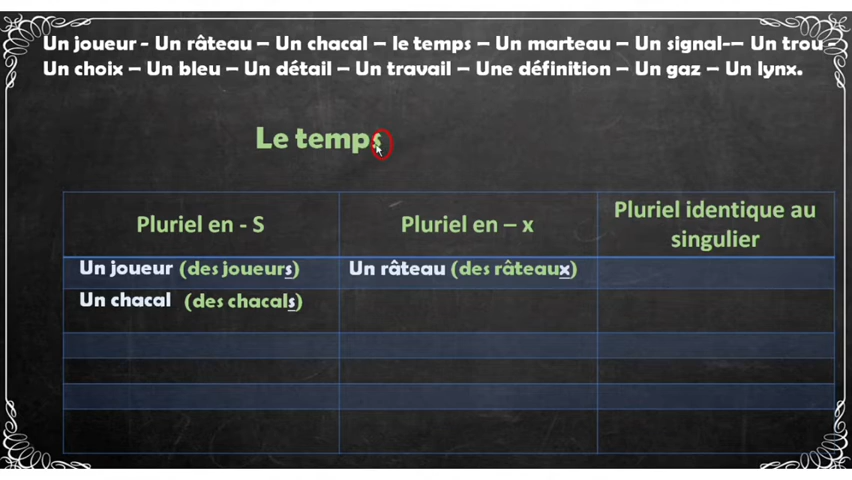 Un joueur - Un râteau – Un chacal – le temps – Un marteau – Un signal-– Un trou -
Un choix – Un bleu – Un détail – Un travail – Une définition – Un gaz – Un lynx.
Le temps
Pluriel en - S
Pluriel en – x
Pluriel identique au
singulier
Un joueur (des joueurs)
Un râteau (des râteaux)
Un chacal (des chacals)